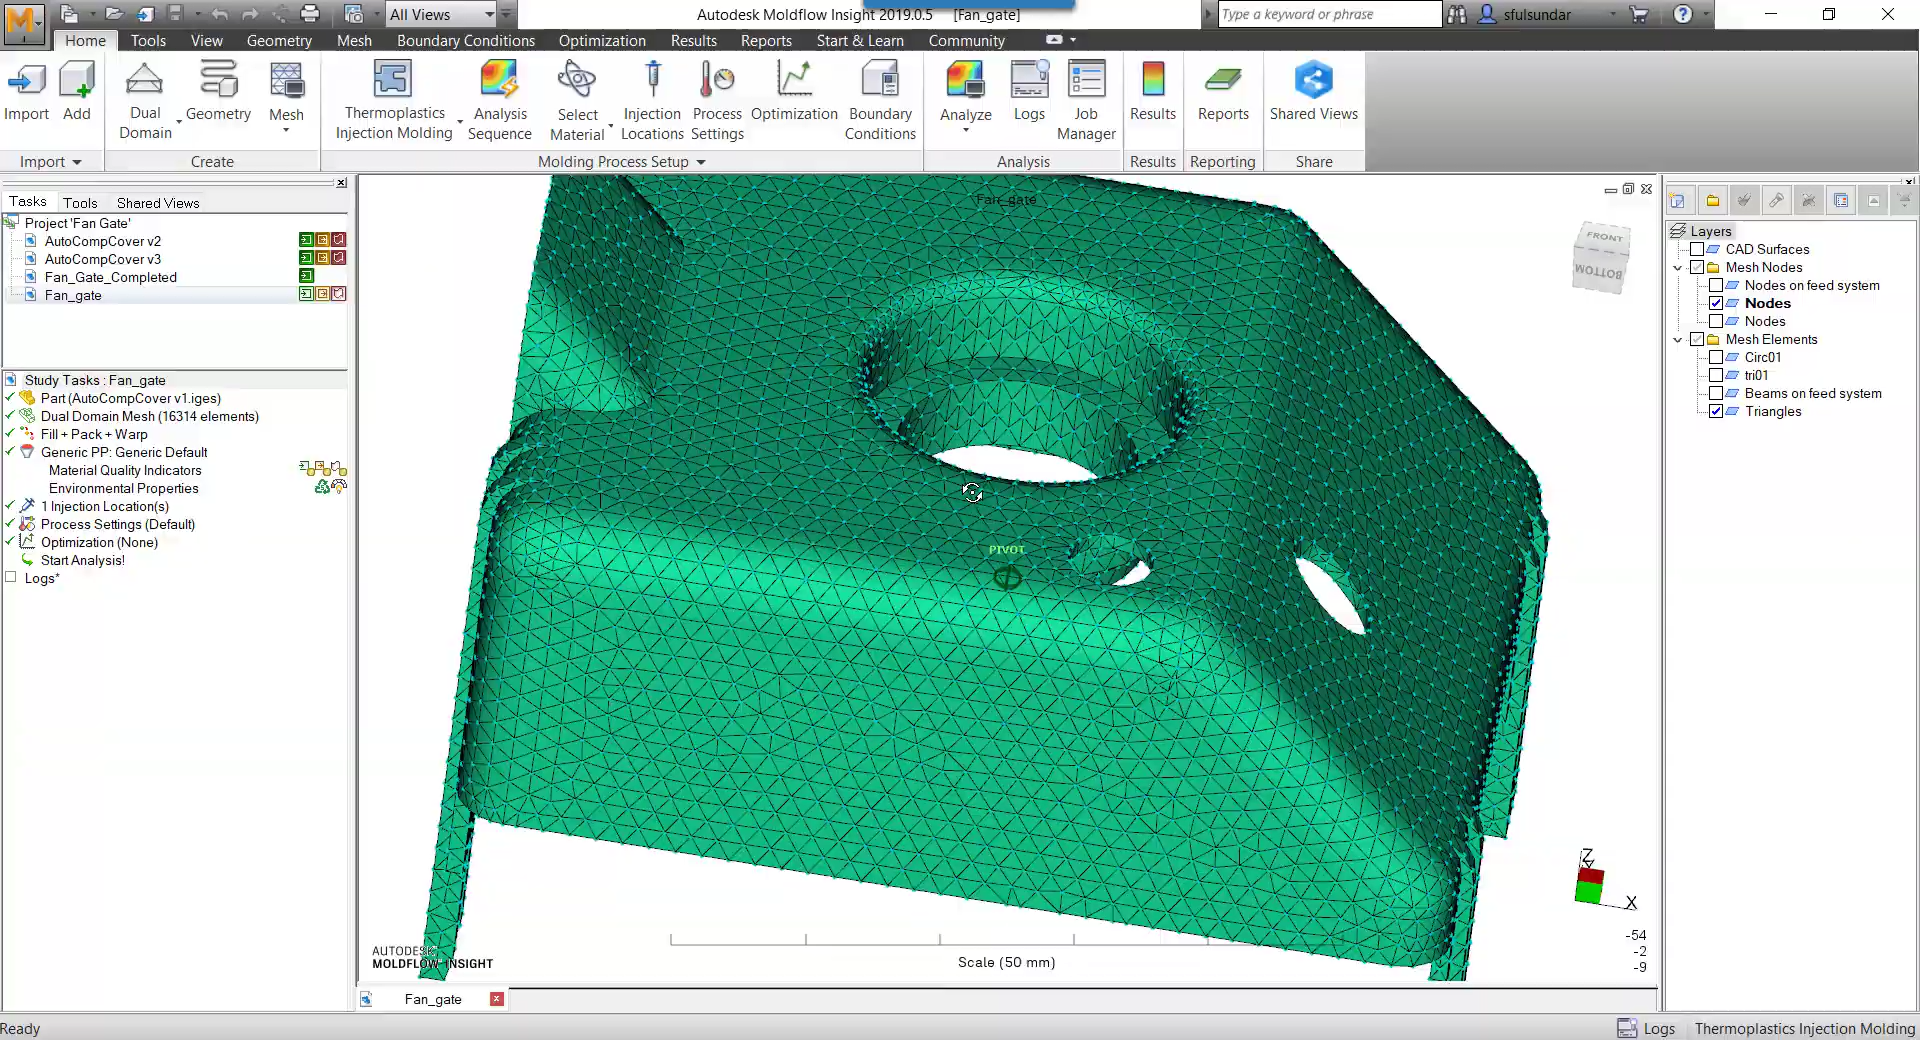 All Views
Autodesk Moldflow Insight 2019.0.5 [Fan_gate]
Type a keyword or phrase
sfulsundar
Home Tools View Geometry Mesh Boundary Conditions Optimization Results Reports Start & Learn Community
Import Add Dual Domain Geometry Mesh Thermoplastics Injection Molding Analysis Sequence Select Material Injection Locations Process Settings Optimization Boundary Conditions Analyze Logs Job Manager Results Reports Shared Views
Import Create Molding Process Setup Analysis Results Reporting Share
Tasks Tools Shared Views
Project 'Fan Gate'
AutoCompCover v2
AutoCompCover v3
Fan_Gate_Completed
Fan_gate
Study Tasks : Fan_gate
Part (AutoCompCover v1.iges)
Dual Domain Mesh (16314 elements)
Fill + Pack + Warp
Generic PP: Generic Default
Material Quality Indicators
Environmental Properties
1 Injection Location(s)
Process Settings (Default)
Optimization (None)
Start Analysis!
Logs*
Fan_gate
FRONT
BOTTOM
PIVOT
Z
X
-54
-2
-9
AUTODESK
MOLDFLOW INSIGHT
Scale (50 mm)
Fan_gate
Layers
CAD Surfaces
Mesh Nodes
Nodes on feed system
Nodes
Nodes
Mesh Elements
Circ01
tri01
Beams on feed system
Triangles
Ready
Logs Thermoplastics Injection Molding